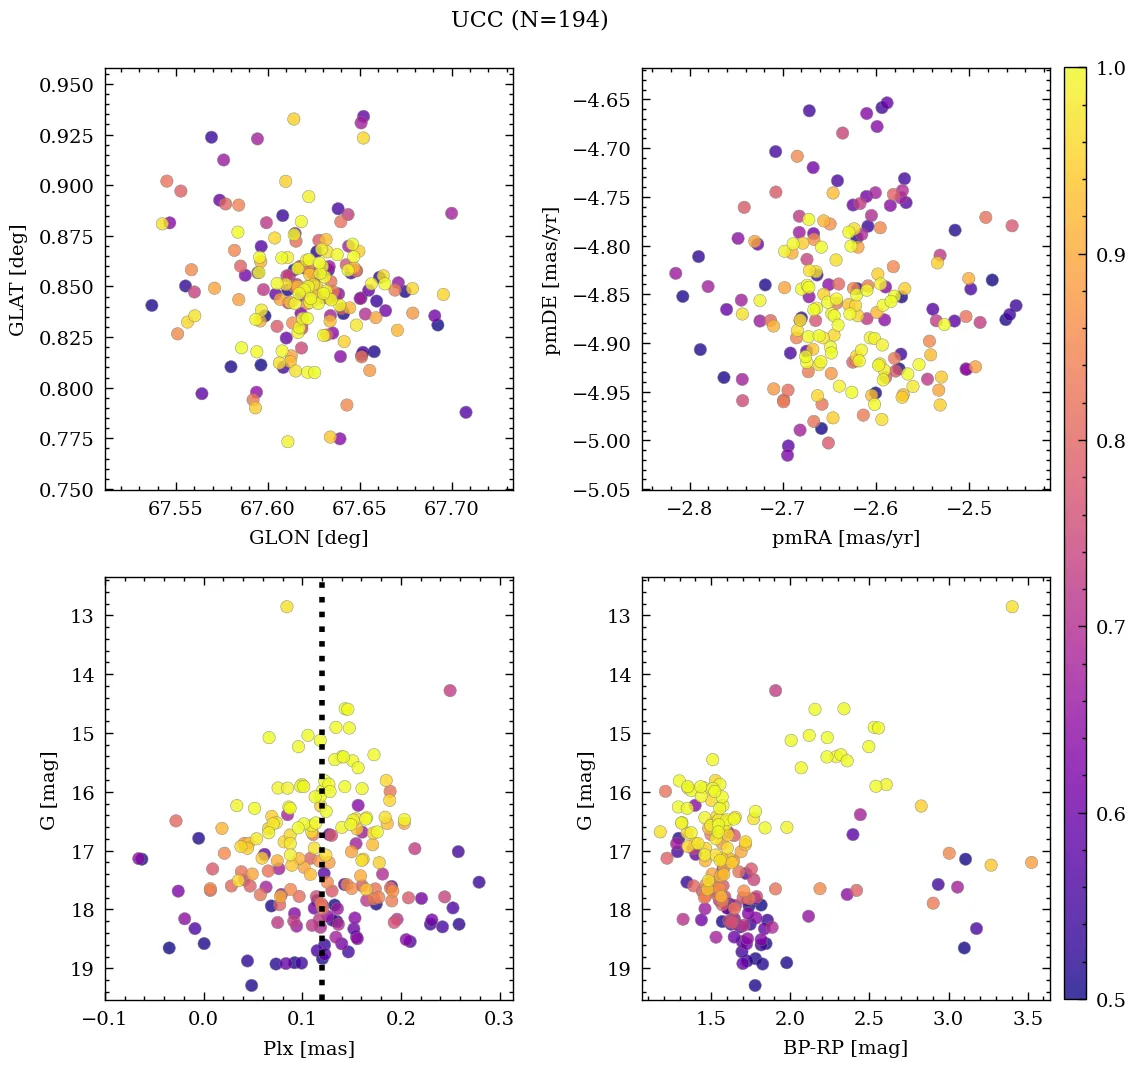 UCC (N=194)
0.950
0.925
0.900
0.875
0.850
0.825
0.800
0.775
0.750
GLAT [deg]
67.55 67.60 67.65 67.70
GLON [deg]
−4.65
−4.70
−4.75
−4.80
−4.85
−4.90
−4.95
−5.00
−5.05
pmDE [mas/yr]
−2.8 −2.7 −2.6 −2.5
pmRA [mas/yr]
13
14
15
16
17
18
19
G [mag]
−0.1 0.0 0.1 0.2 0.3
Plx [mas]
13
14
15
16
17
18
19
G [mag]
1.5 2.0 2.5 3.0 3.5
BP-RP [mag]
1.0
0.9
0.8
0.7
0.6
0.5